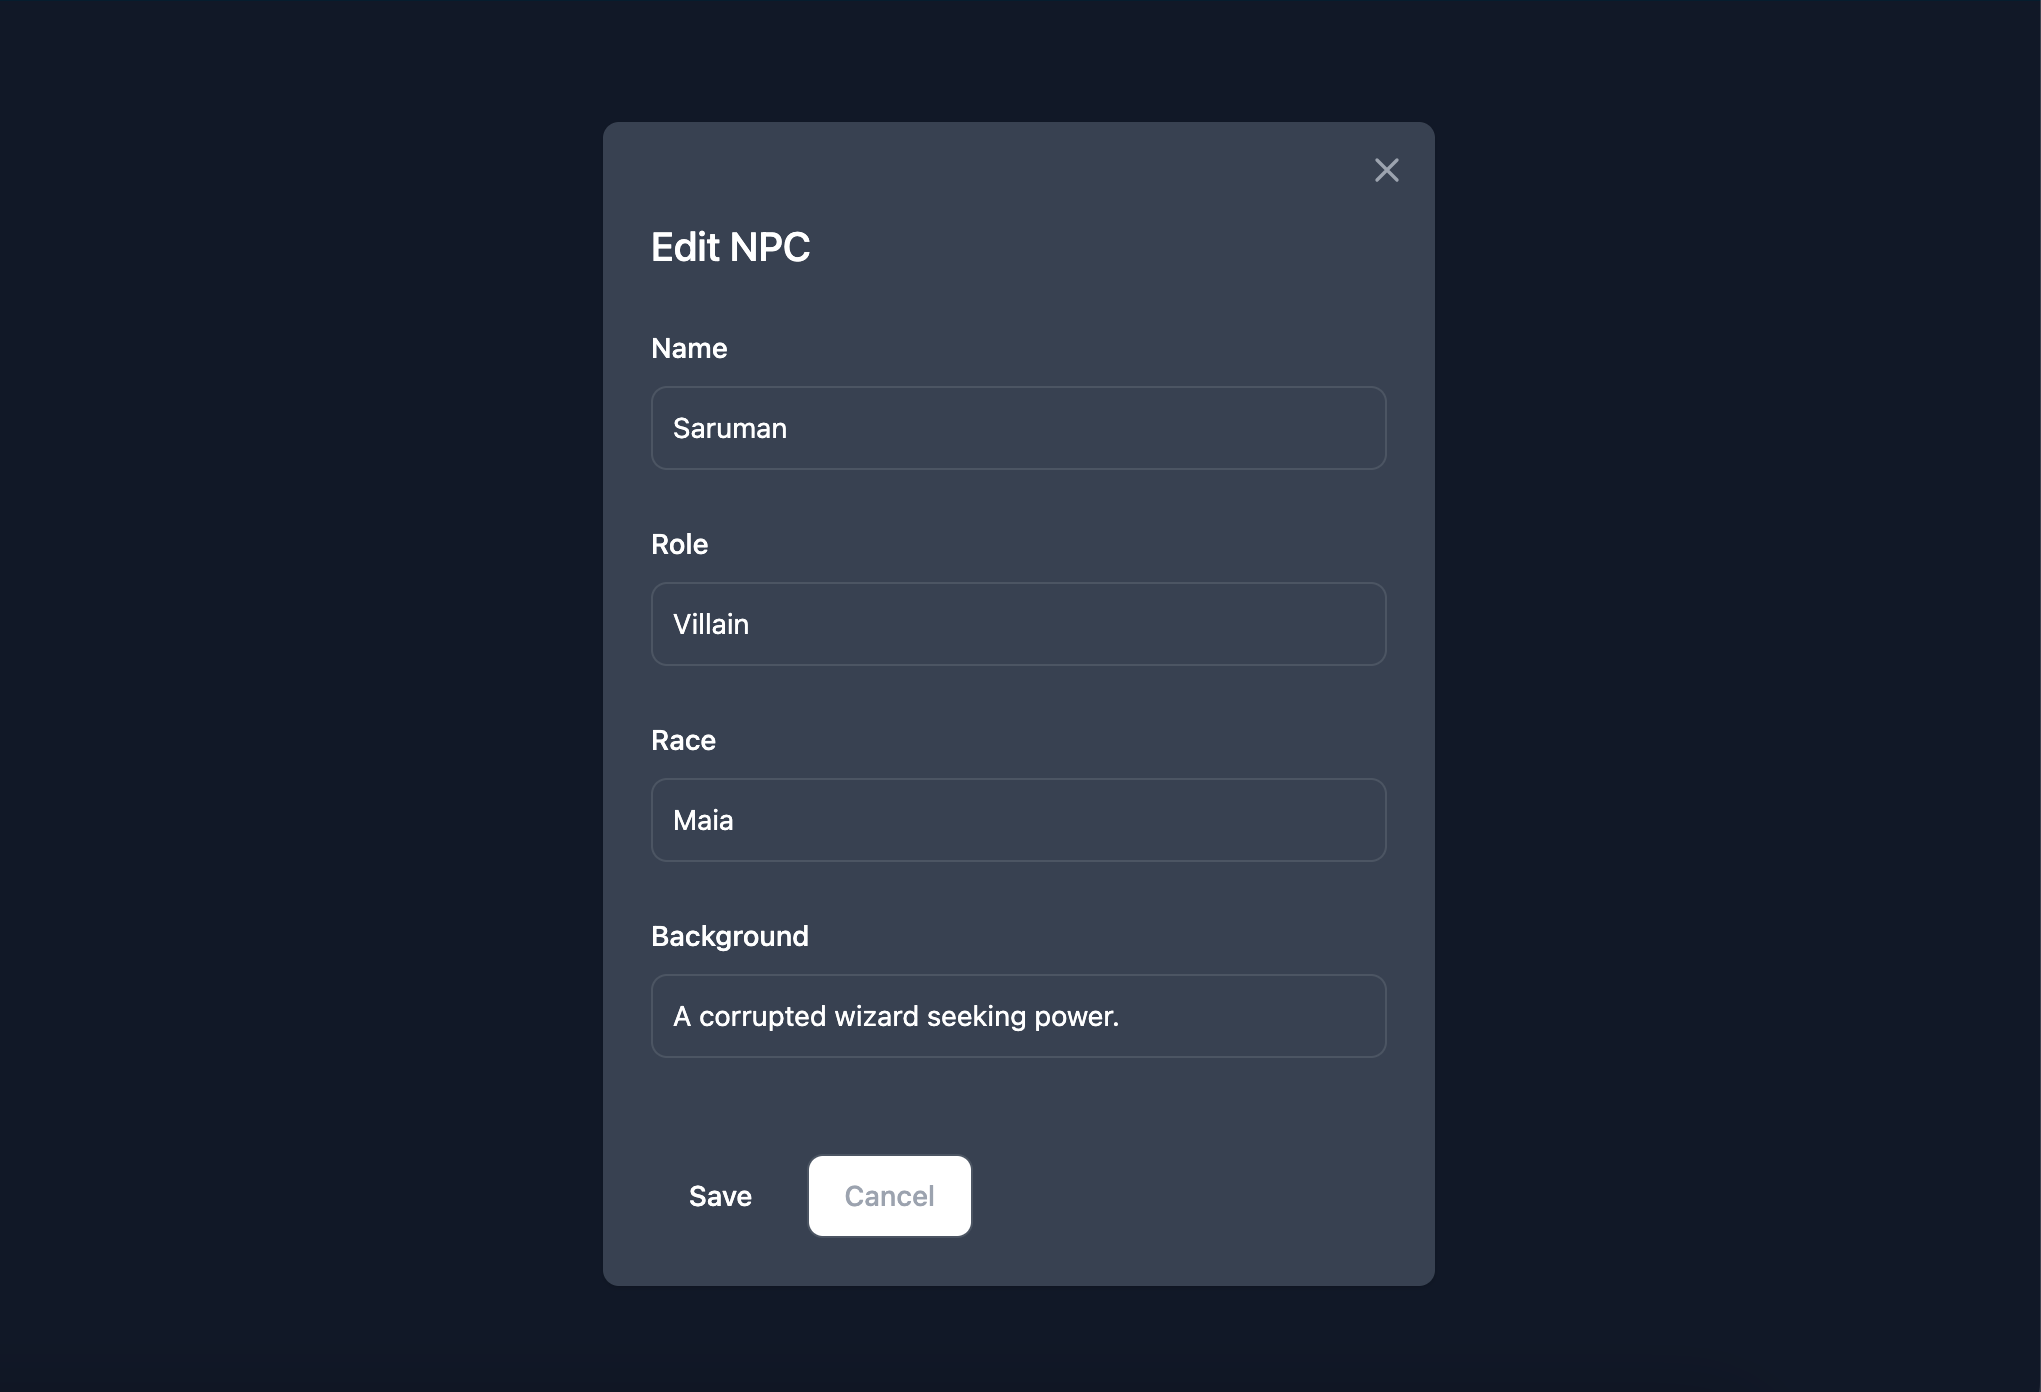 Edit NPC
Name
Saruman
Role
Villain
Race
Maia
Background
A corrupted wizard seeking power.
Save Cancel